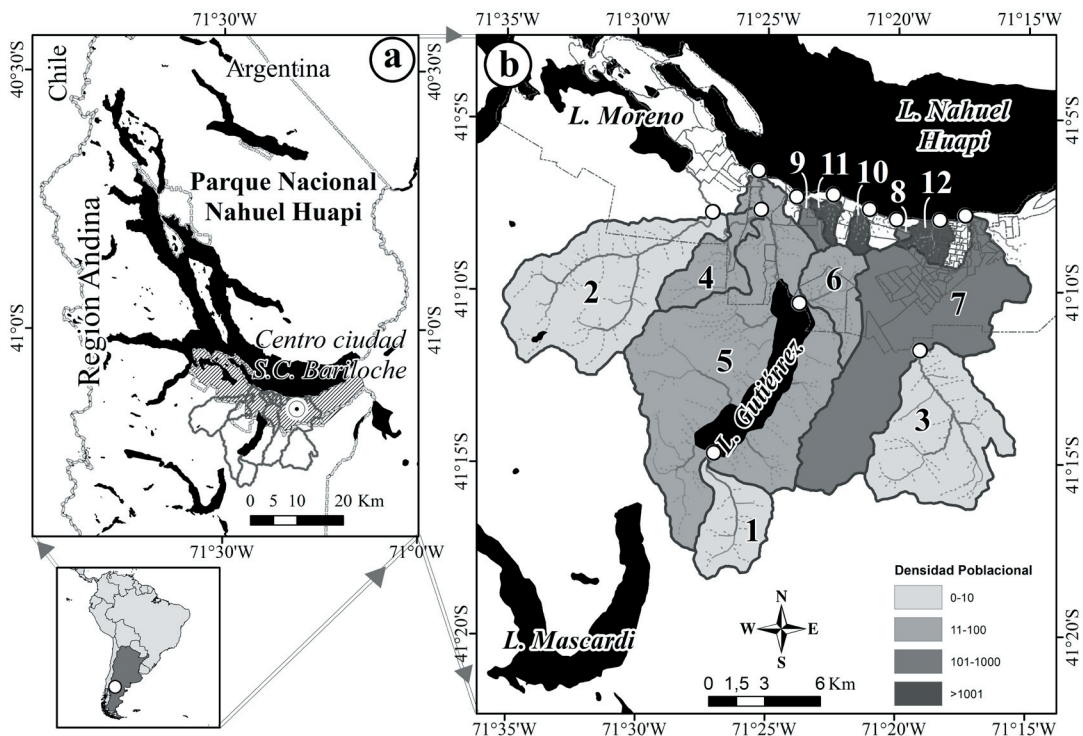 71°30'W
a
40°30'S
40°30'S
Chile
Argentina
Parque Nacional
Nahuel Huapi
Region Andina
41°0'S
41°0'S
Centro ciudad
S.C. Bariloche
0 5 10 20 Km
71°30'W
71°0'W
71°35'W
71°30'W
71°25'W
71°20'W
71°15'W
b
L. Moreno
L. Nahuel
Huapi
41°5'S
41°5'S
9
11
10
8
12
2
4
6
7
41°10'S
41°10'S
5
L. Gutiérrez
3
41°15'S
41°15'S
1
L. Mascardi
41°20'S
41°20'S
Densidad Poblacional
0-10
11-100
101-1000
>1001
N
W
E
S
0 1,5 3 6 Km
71°35'W
71°30'W
71°25'W
71°20'W
71°15'W